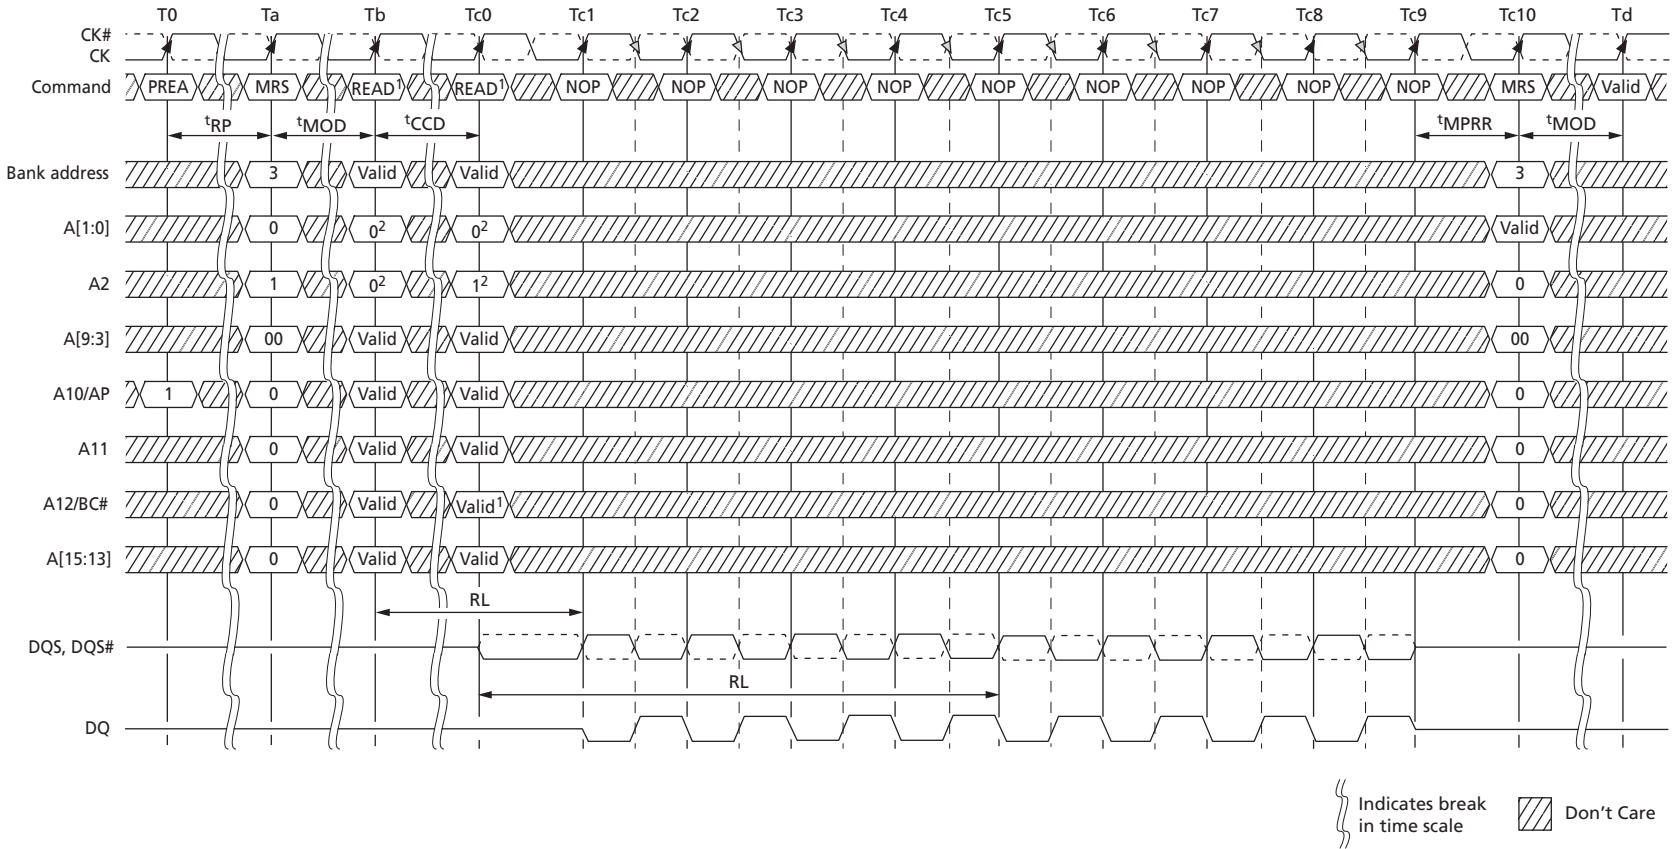 T0 Ta Tb Tc0 Tc1 Tc2 Tc3 Tc4 Tc5 Tc6 Tc7 Tc8 Tc9 Tc10 Td
CK#
CK
Command PREA MRS READ¹ READ¹ NOP NOP NOP NOP NOP NOP NOP NOP NOP MRS Valid
tRP tMOD tCCD tMPRR tMOD
Bank address 3 Valid Valid 3
A[1:0] 0 0² 0² Valid
A2 1 0² 1² 0
A[9:3] 00 Valid Valid 00
A10/AP 1 0 Valid Valid 0
A11 0 Valid Valid 0
A12/BC# 0 Valid Valid¹ 0
A[15:13] 0 Valid Valid 0
RL
DQS, DQS#
RL
DQ
Indicates break
in time scale
Don't Care